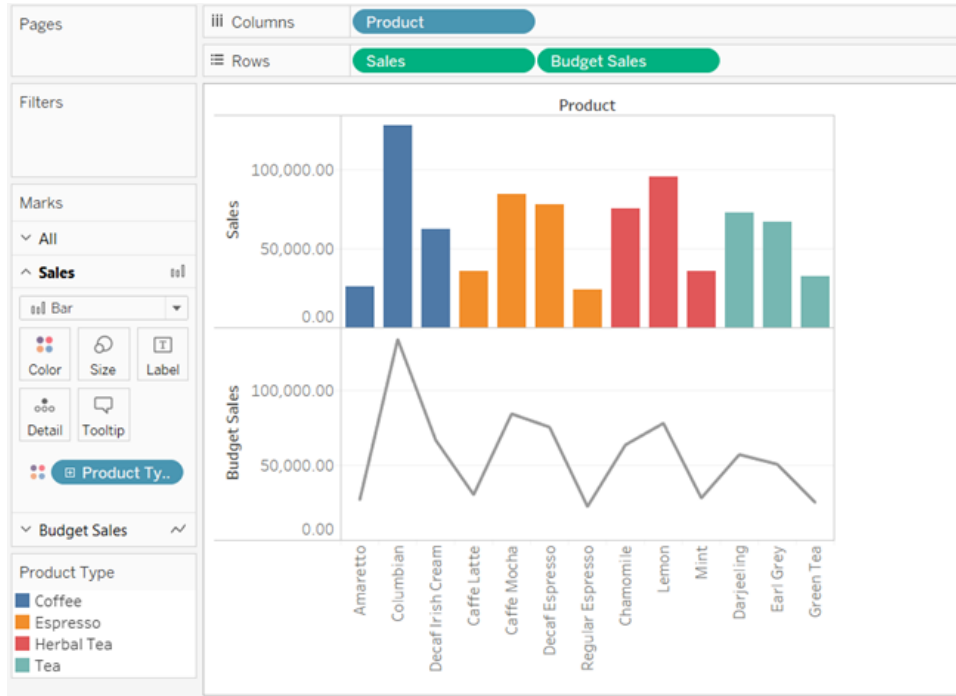 Pages
Columns
Product
Rows
Sales
Budget Sales
Filters
Marks
All
Sales
Bar
Color
Size
Label
Detail
Tooltip
Product Ty..
Budget Sales
Product Type
Coffee
Espresso
Herbal Tea
Tea
Product
Sales
100,000.00
50,000.00
0.00
Budget Sales
100,000.00
50,000.00
0.00
Amaretto
Columbian
Decaf Irish Cream
Caffe Latte
Caffe Mocha
Decaf Espresso
Regular Espresso
Chamomile
Lemon
Mint
Darjeeling
Earl Grey
Green Tea